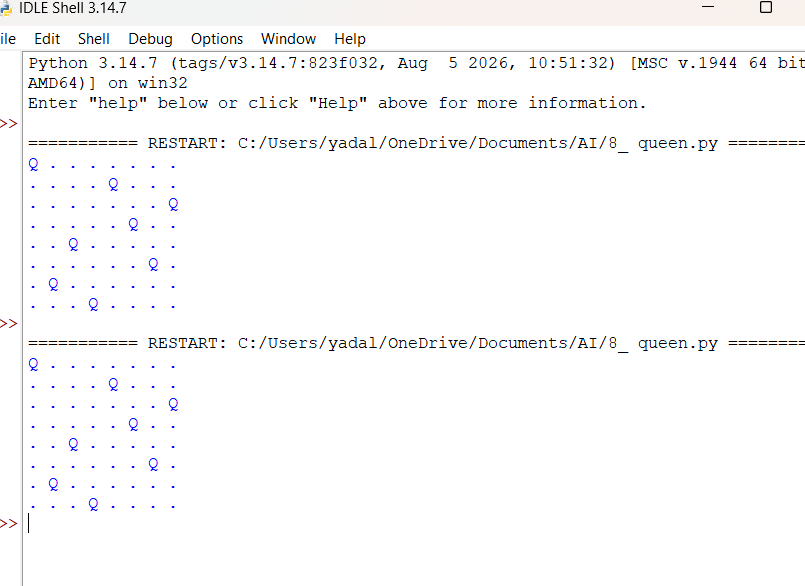 IDLE Shell 3.14.7
ile Edit Shell Debug Options Window Help
Python 3.14.7 (tags/v3.14.7:823f032, Aug  5 2026, 10:51:32) [MSC v.1944 64 bit
AMD64)] on win32
Enter "help" below or click "Help" above for more information.
>>
=========== RESTART: C:/Users/yadal/OneDrive/Documents/AI/8_ queen.py ========
Q . . . . . . .
. . . . Q . . .
. . . . . . . Q
. . . . . Q . .
. . Q . . . . .
. . . . . . Q .
. Q . . . . . .
. . . Q . . . .
>>
=========== RESTART: C:/Users/yadal/OneDrive/Documents/AI/8_ queen.py ========
Q . . . . . . .
. . . . Q . . .
. . . . . . . Q
. . . . . Q . .
. . Q . . . . .
. . . . . . Q .
. Q . . . . . .
. . . Q . . . .
>>